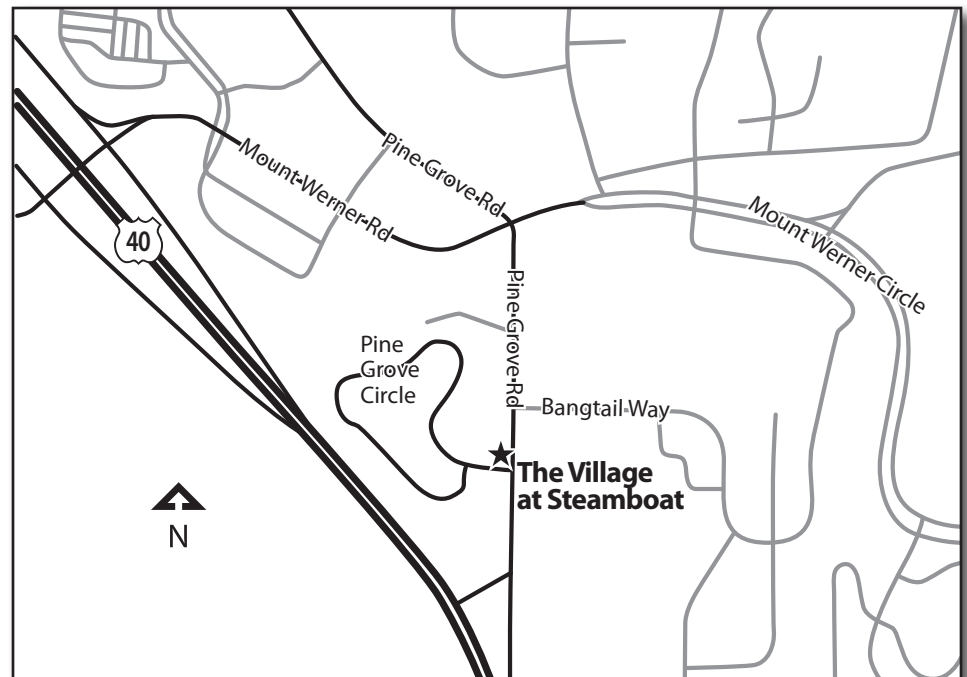 Pine Grove Rd
Mount Werner Rd
Mount Werner Circle
40
Pine Grove Rd
Pine
Grove
Circle
Bangtail Way
The Village
at Steamboat
N